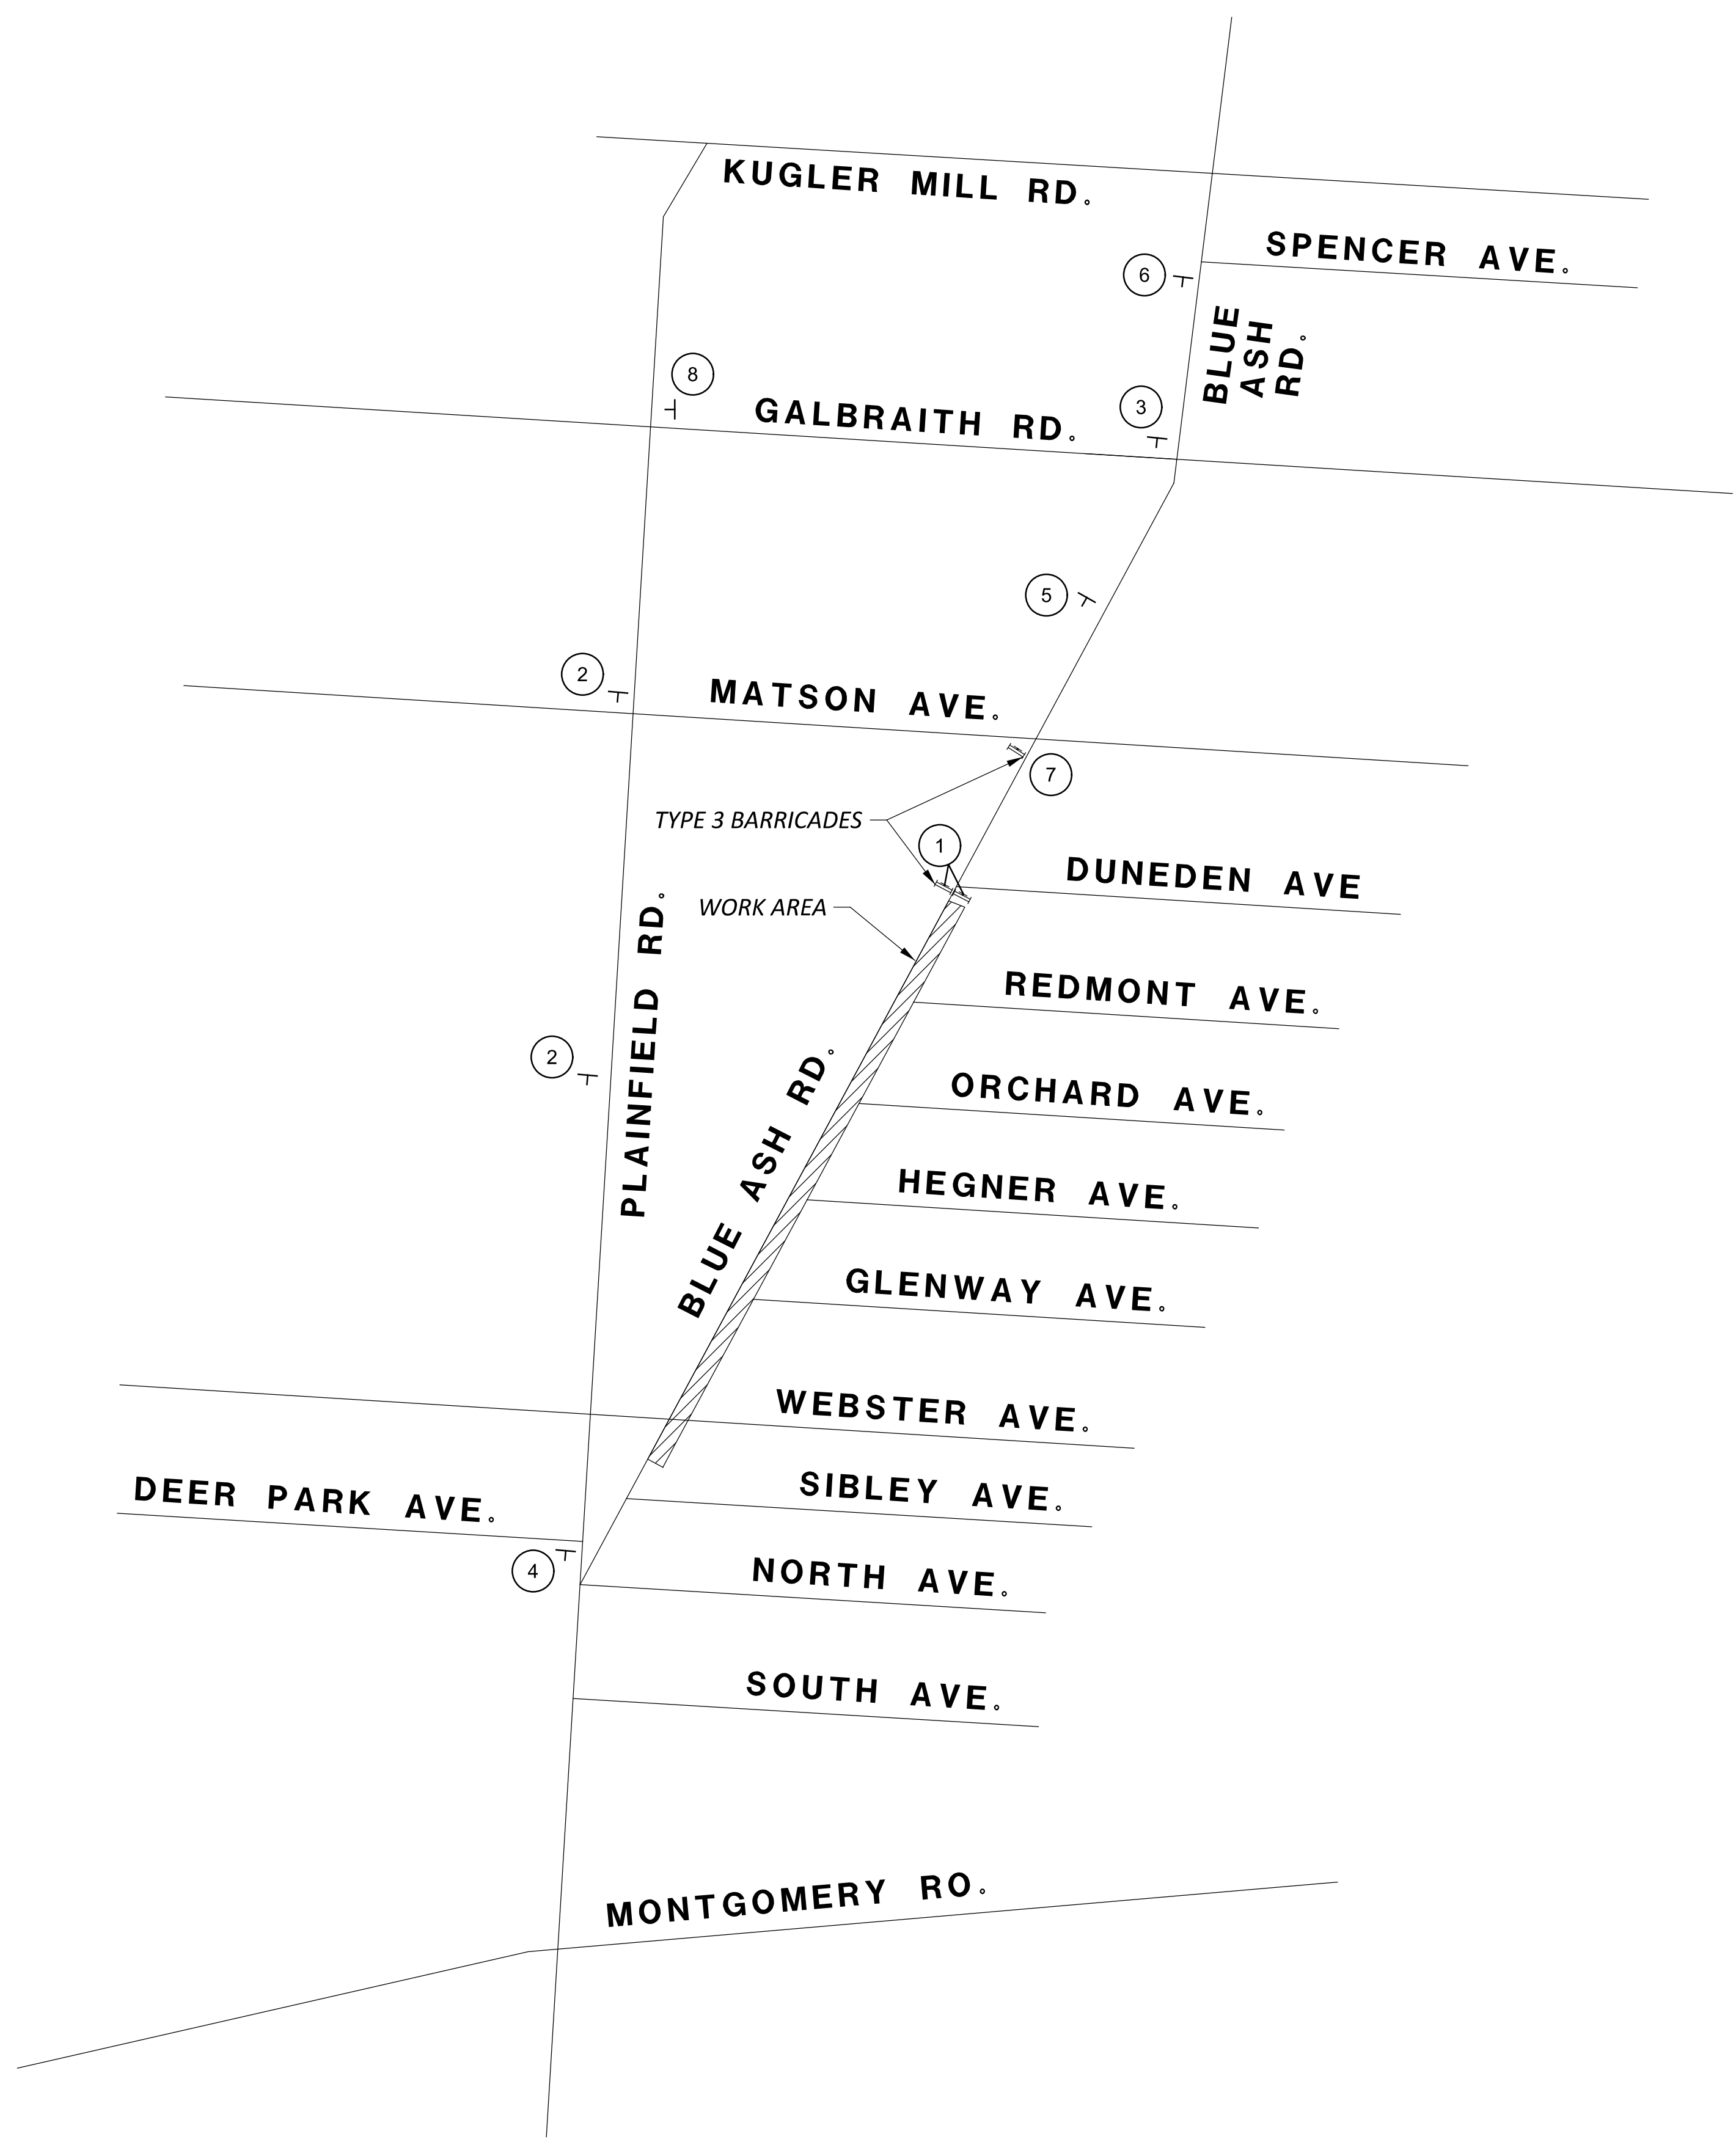 KUGLER MILL RD.
SPENCER AVE.
6
BLUE
ASH
RD.
8
GALBRAITH RD.
3
5
2
MATSON AVE.
7
TYPE 3 BARRICADES
1
DUNEDEN AVE
WORK AREA
PLAINFIELD RD.
REDMONT AVE.
2
BLUE ASH RD.
ORCHARD AVE.
HEGNER AVE.
GLENWAY AVE.
WEBSTER AVE.
DEER PARK AVE.
SIBLEY AVE.
4
NORTH AVE.
SOUTH AVE.
MONTGOMERY RO.